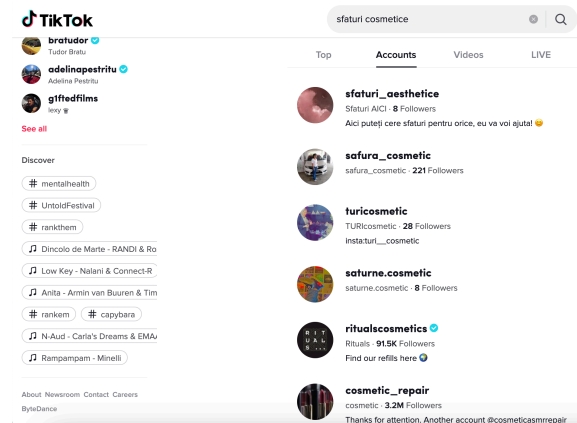 TikTok
sfaturi cosmetice
bratudor
Tudor Bratu
adelinapestritu
Adelina Pestritu
g1ftedfilms
lexy
See all
Discover
# mentalhealth
# UntoldFestival
# rankthem
Dincolo de Marte - RANDI & Ro
Low Key - Nalani & Connect-R
Anita - Armin van Buuren & Tim
# rankem # capybara
N-Aud - Carla's Dreams & EMAA
Rampampam - Minelli
About Newsroom Contact Careers
ByteDance
Top Accounts Videos LIVE
sfaturi_aesthetice
Sfaturi AICI · 8 Followers
Aici puteți cere sfaturi pentru orice, eu va voi ajuta! 😊
safura_cosmetic
safura_cosmetic · 221 Followers
turicosmetic
TURIcosmetic · 28 Followers
insta:turi__cosmetic
saturne.cosmetic
saturne.cosmetic · 8 Followers
RITUALS...
ritualscosmetics
Rituals · 91.5K Followers
Find our refills here 🌍
cosmetic_repair
cosmetic · 3.2M Followers
Thanks for attention. Another account @cosmeticasmrrepair